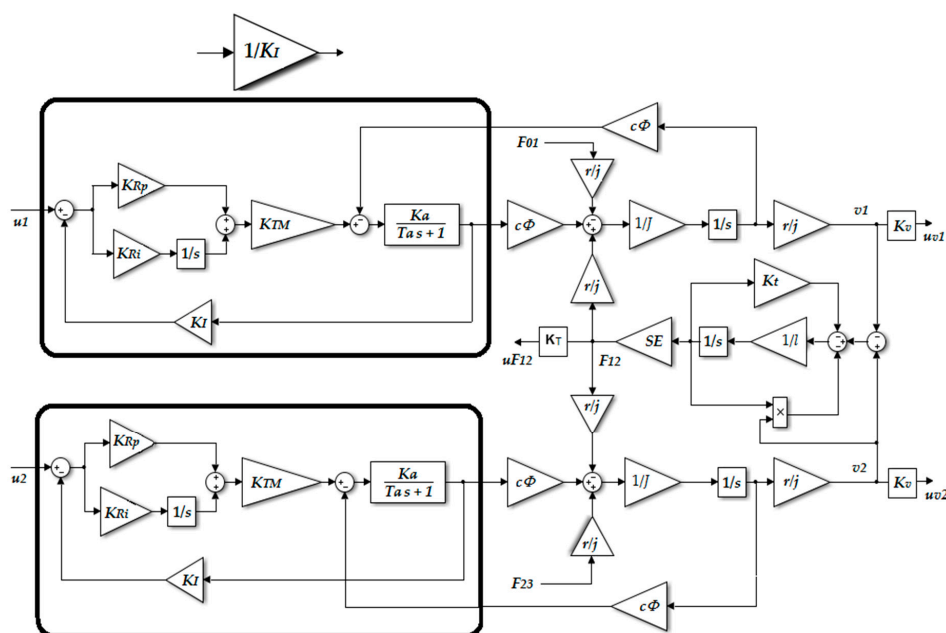 1/KI
cΦ
F01
r/j
u1
+
−
KRp
KRi
1/s
+
+
KTM
−
Ka
Ta s + 1
cΦ
−
+
+
1/J
1/s
r/j
v1
Kv
uv1
KI
r/j
Kt
uF12
KT
F12
SE
1/s
1/l
−
+
−
−
+
×
r/j
u2
+
−
KRp
KRi
1/s
+
+
KTM
+
−
Ka
Ta s + 1
cΦ
−
+
+
1/J
1/s
r/j
v2
Kv
uv2
KI
r/j
F23
cΦ